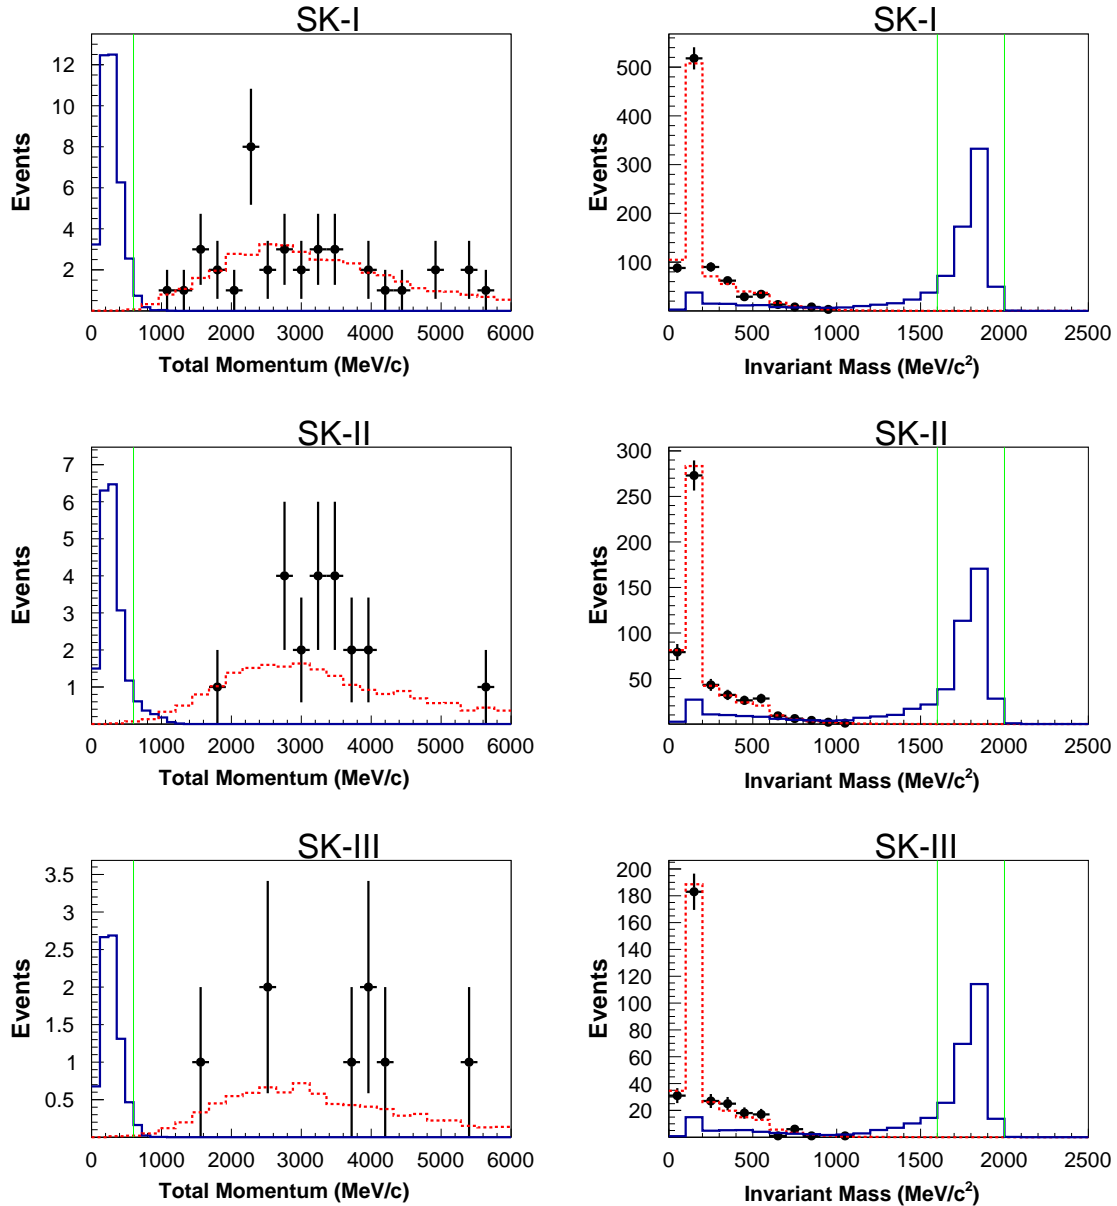 SK-I
Events
12
10
8
6
4
2
0 1000 2000 3000 4000 5000 6000
Total Momentum (MeV/c)
SK-I
Events
500
400
300
200
100
0 500 1000 1500 2000 2500
Invariant Mass (MeV/c²)
SK-II
Events
7
6
5
4
3
2
1
0 1000 2000 3000 4000 5000 6000
Total Momentum (MeV/c)
SK-II
Events
300
250
200
150
100
50
0 500 1000 1500 2000 2500
Invariant Mass (MeV/c²)
SK-III
Events
3.5
3
2.5
2
1.5
1
0.5
0 1000 2000 3000 4000 5000 6000
Total Momentum (MeV/c)
SK-III
Events
200
180
160
140
120
100
80
60
40
20
0 500 1000 1500 2000 2500
Invariant Mass (MeV/c²)